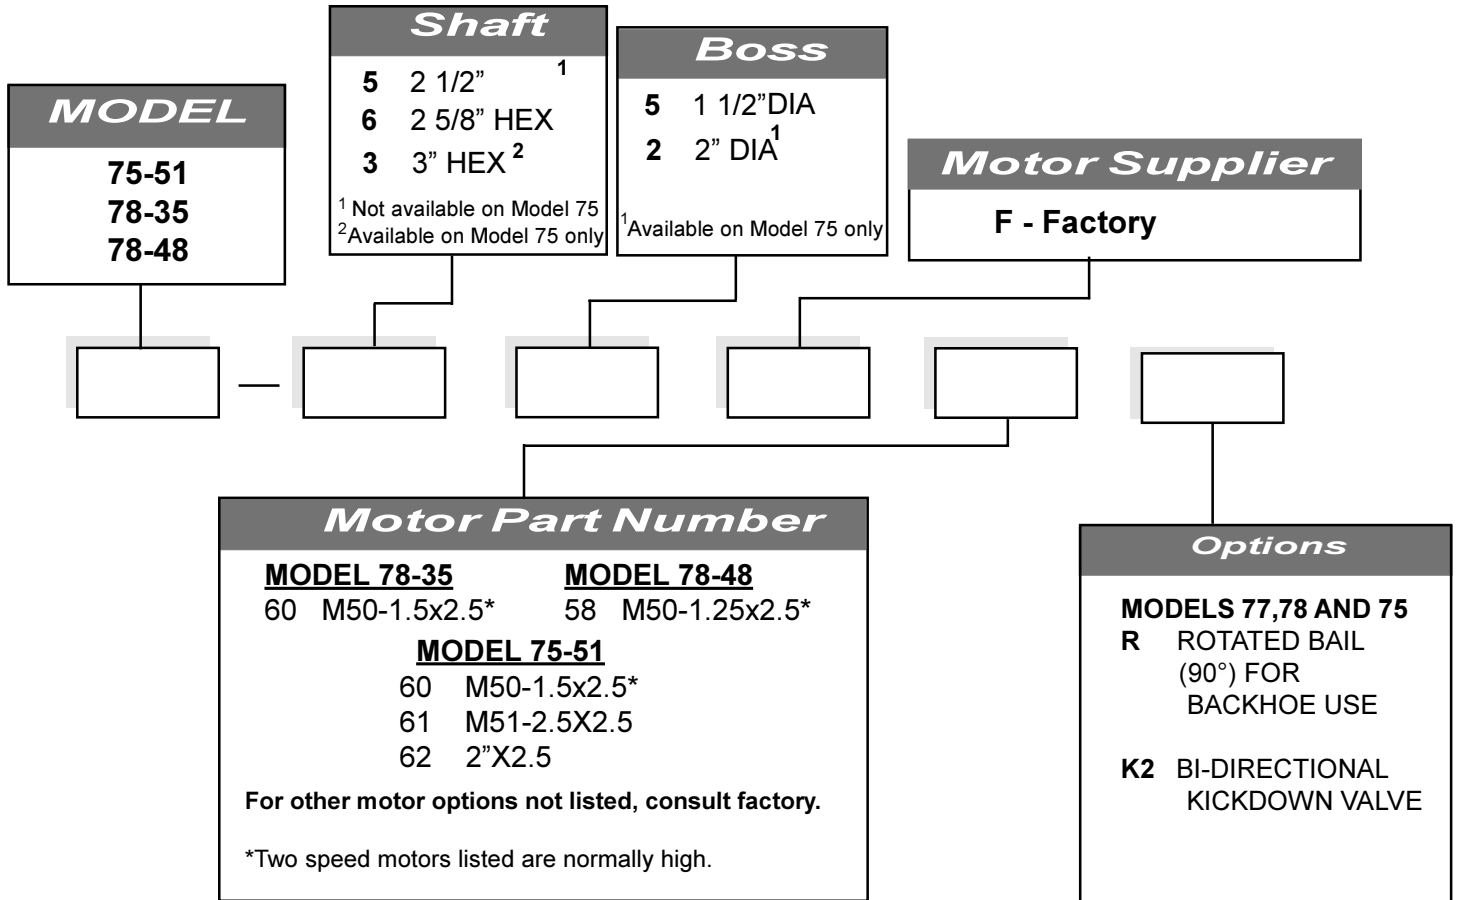 MODEL
75-51
78-35
78-48
Shaft
5 2 1/2” 1
6 2 5/8” HEX
3 3” HEX 2
1 Not available on Model 75
2Available on Model 75 only
Boss
5 1 1/2”DIA
2 2” DIA1
1Available on Model 75 only
Motor Supplier
F - Factory
—
Motor Part Number
MODEL 78-35
60 M50-1.5x2.5*
MODEL 78-48
58 M50-1.25x2.5*
MODEL 75-51
60 M50-1.5x2.5*
61 M51-2.5X2.5
62 2”X2.5
For other motor options not listed, consult factory.
*Two speed motors listed are normally high.
Options
MODELS 77,78 AND 75
R ROTATED BAIL
(90°) FOR
BACKHOE USE
K2 BI-DIRECTIONAL
KICKDOWN VALVE